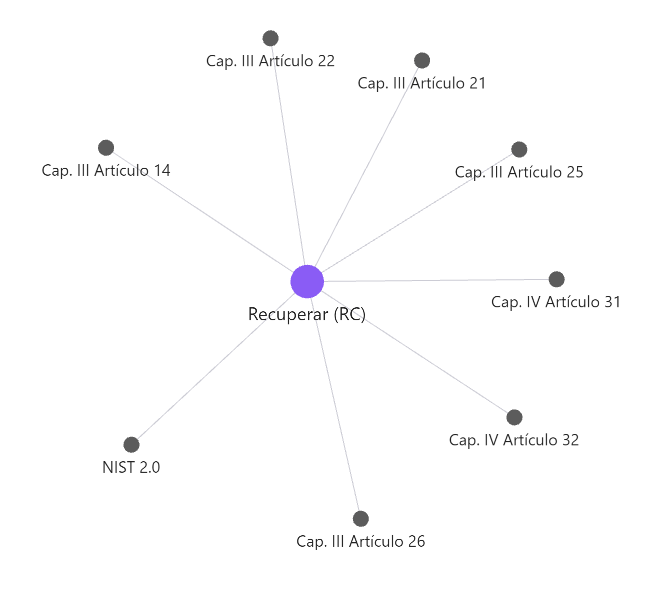 Cap. III Artículo 22
Cap. III Artículo 21
Cap. III Artículo 14
Cap. III Artículo 25
Cap. IV Artículo 31
Recuperar (RC)
Cap. IV Artículo 32
NIST 2.0
Cap. III Artículo 26